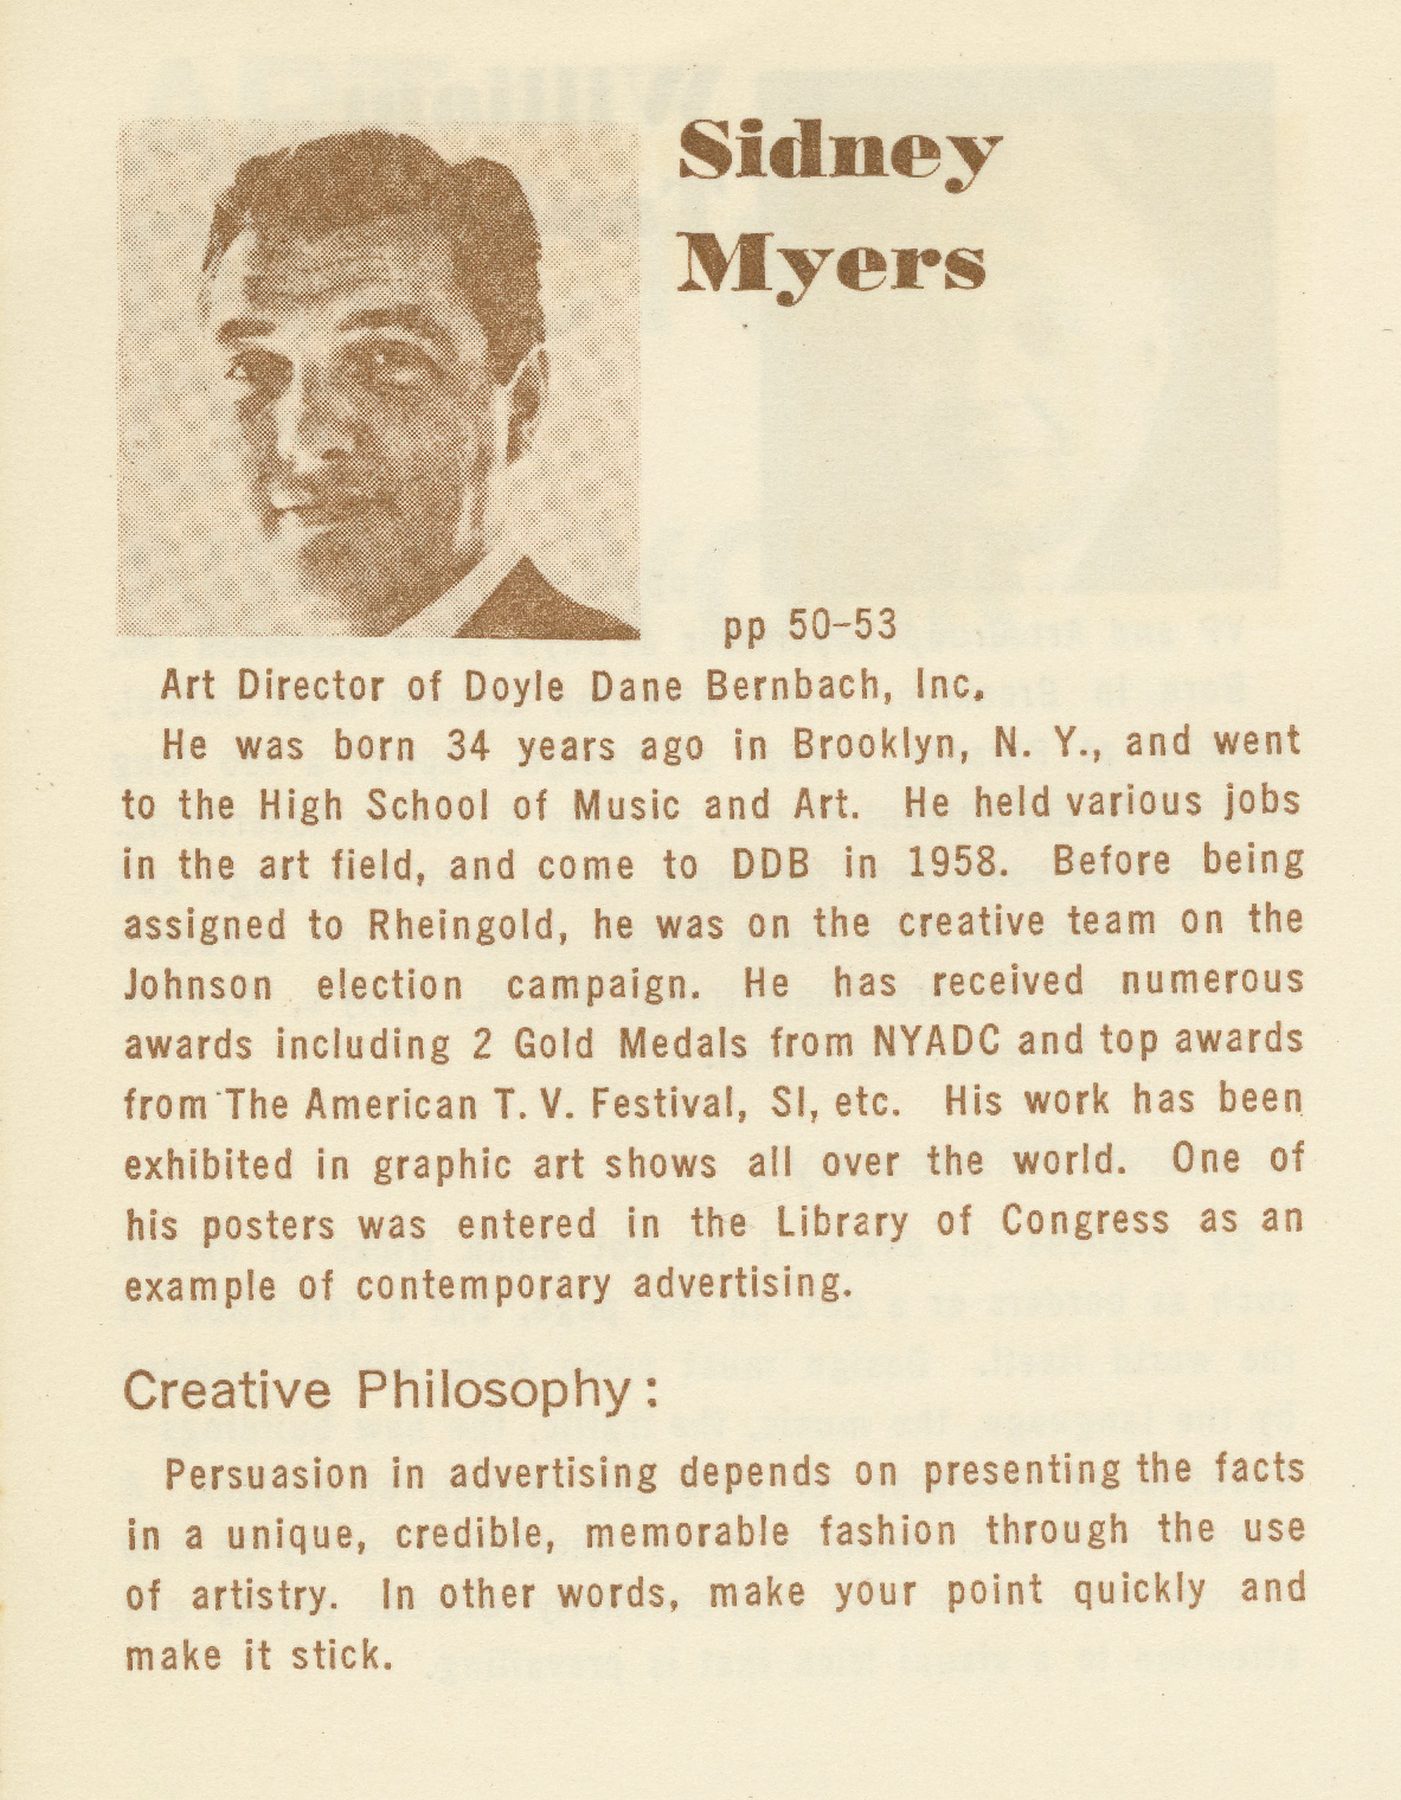 Sidney
Myers
pp 50-53
Art Director of Doyle Dane Bernbach, Inc.
He was born 34 years ago in Brooklyn, N. Y., and went
to the High School of Music and Art. He held various jobs
in the art field, and come to DDB in 1958. Before being
assigned to Rheingold, he was on the creative team on the
Johnson election campaign. He has received numerous
awards including 2 Gold Medals from NYADC and top awards
from The American T. V. Festival, SI, etc. His work has been
exhibited in graphic art shows all over the world. One of
his posters was entered in the Library of Congress as an
example of contemporary advertising.
Creative Philosophy:
Persuasion in advertising depends on presenting the facts
in a unique, credible, memorable fashion through the use
of artistry. In other words, make your point quickly and
make it stick.